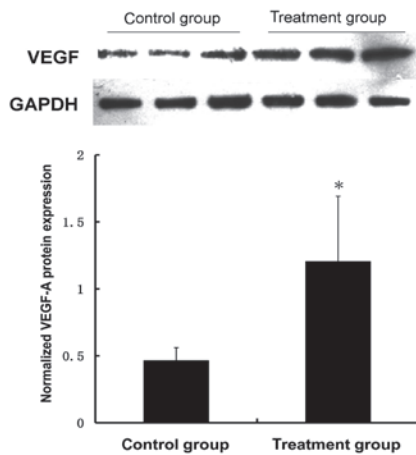 Control group Treatment group
VEGF
GAPDH
Normalized VEGF-A protein expression
2
1.5
*
1
0.5
0
Control group Treatment group